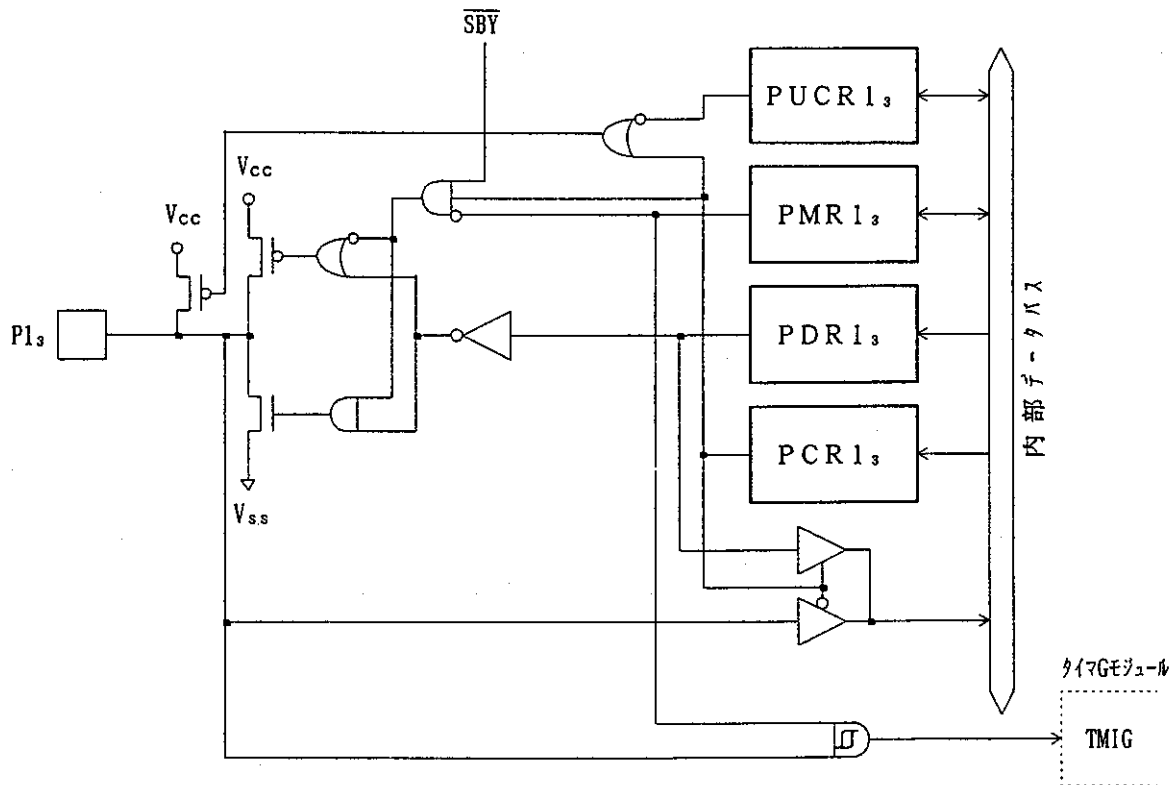 SBY
PUCR1₃
Vcc
PMR1₃
Vcc
PDR1₃
P1₃
PCR1₃
内部データバス
Vss
タイマGモジュール
TMIG